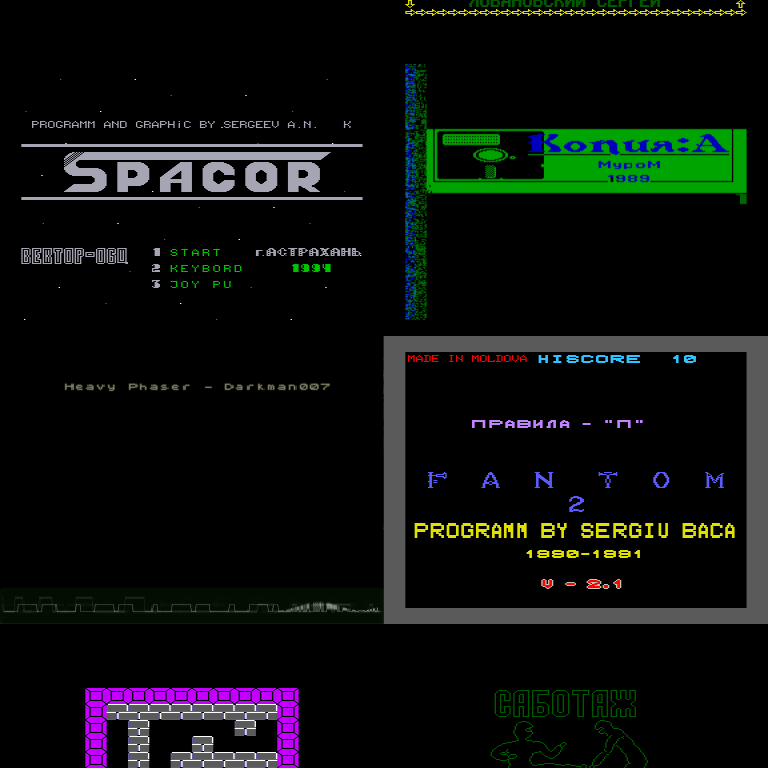 ЛОБАНОВСКИЙ СЕРГЕЙ
PROGRAMM AND GRAPHiC BY .SERGEEV A.N. K
SPACOR
ВЕКТОР-06Ц
1 START
г.АСТРАХАНЬ
2 KEYBORD
1994
3 JOY PU
Копия:А
МуроМ
1989
Heavy Phaser - Darkman007
MADE IN MOLDOVA HISCORE 10
ПРАВИЛА - "П"
FANTOM
2
PROGRAMM BY SERGIU BACA
1990-1991
V - 2.1
САБОТАЖ